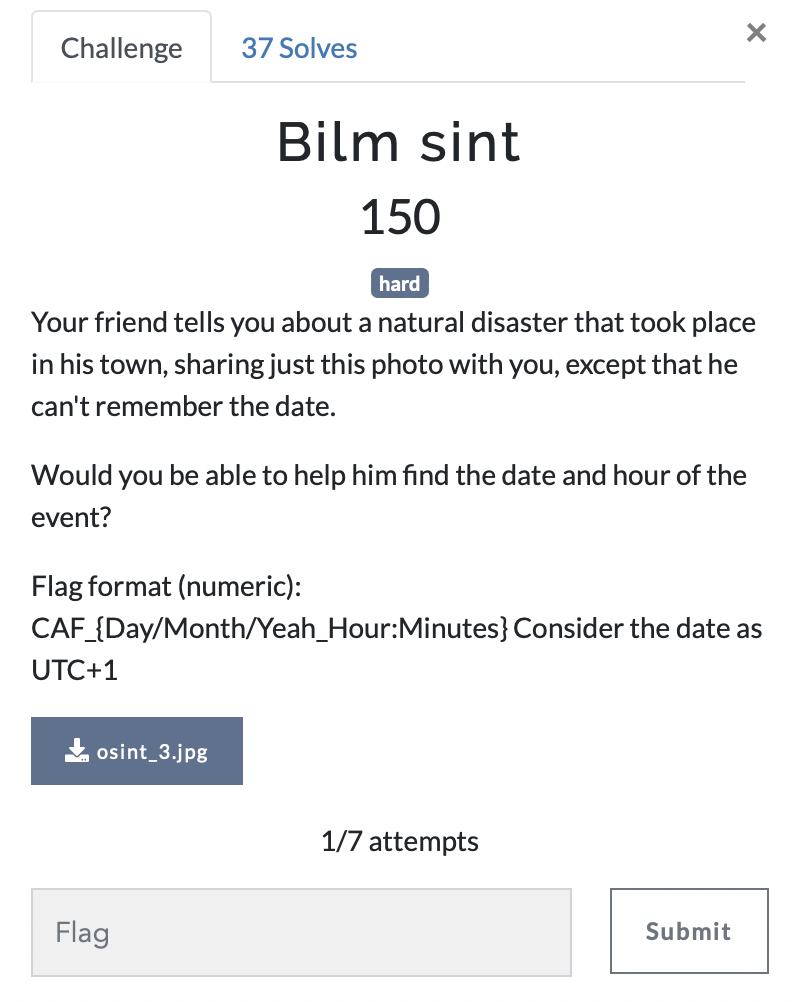 Challenge
37 Solves
×
Bilm sint
150
hard
Your friend tells you about a natural disaster that took place
in his town, sharing just this photo with you, except that he
can't remember the date.
Would you be able to help him find the date and hour of the
event?
Flag format (numeric):
CAF_{Day/Month/Yeah_Hour:Minutes} Consider the date as
UTC+1
osint_3.jpg
1/7 attempts
Flag
Submit